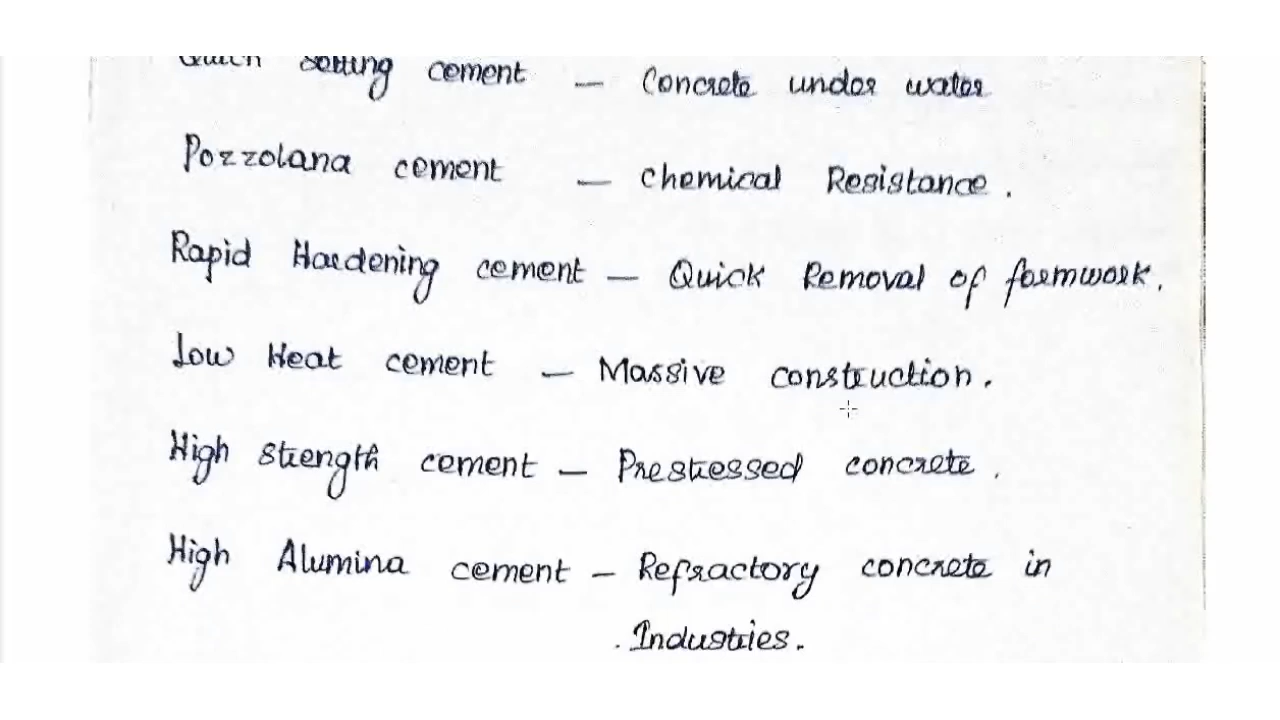 Quick Setting cement — Concrete under water
Pozzolana cement — chemical Resistance.
Rapid Hardening cement — Quick Removal of formwork.
Low Heat cement — Massive construction.
High strength cement — Prestressed concrete.
High Alumina cement — Refractory concrete in
. Industries.